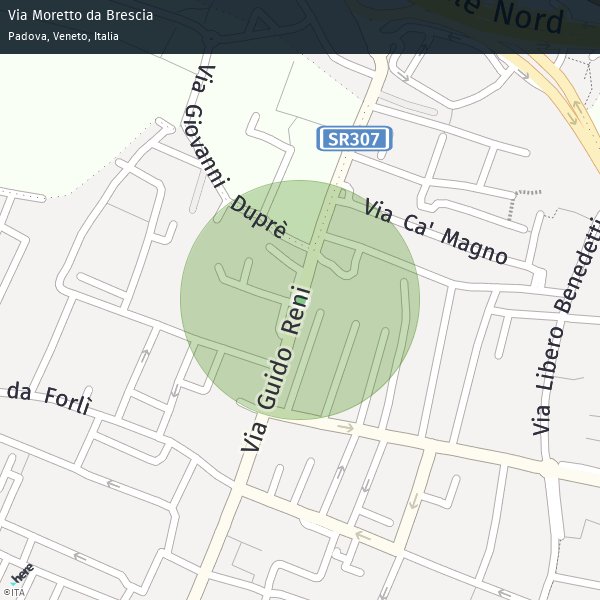 Via Moretto da Brescia
Padova, Veneto, Italia
le Nord
Via Giovanni Duprè
SR307
Via Ca' Magno
Via Libero Benedetti
Via Guido Reni
da Forlì
here
©ITA